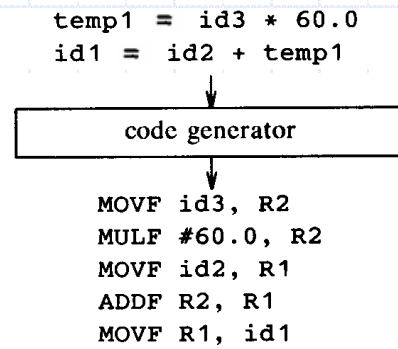 temp1 = id3 * 60.0
id1 = id2 + temp1
code generator
MOVF id3, R2
MULF #60.0, R2
MOVF id2, R1
ADDF R2, R1
MOVF R1, id1